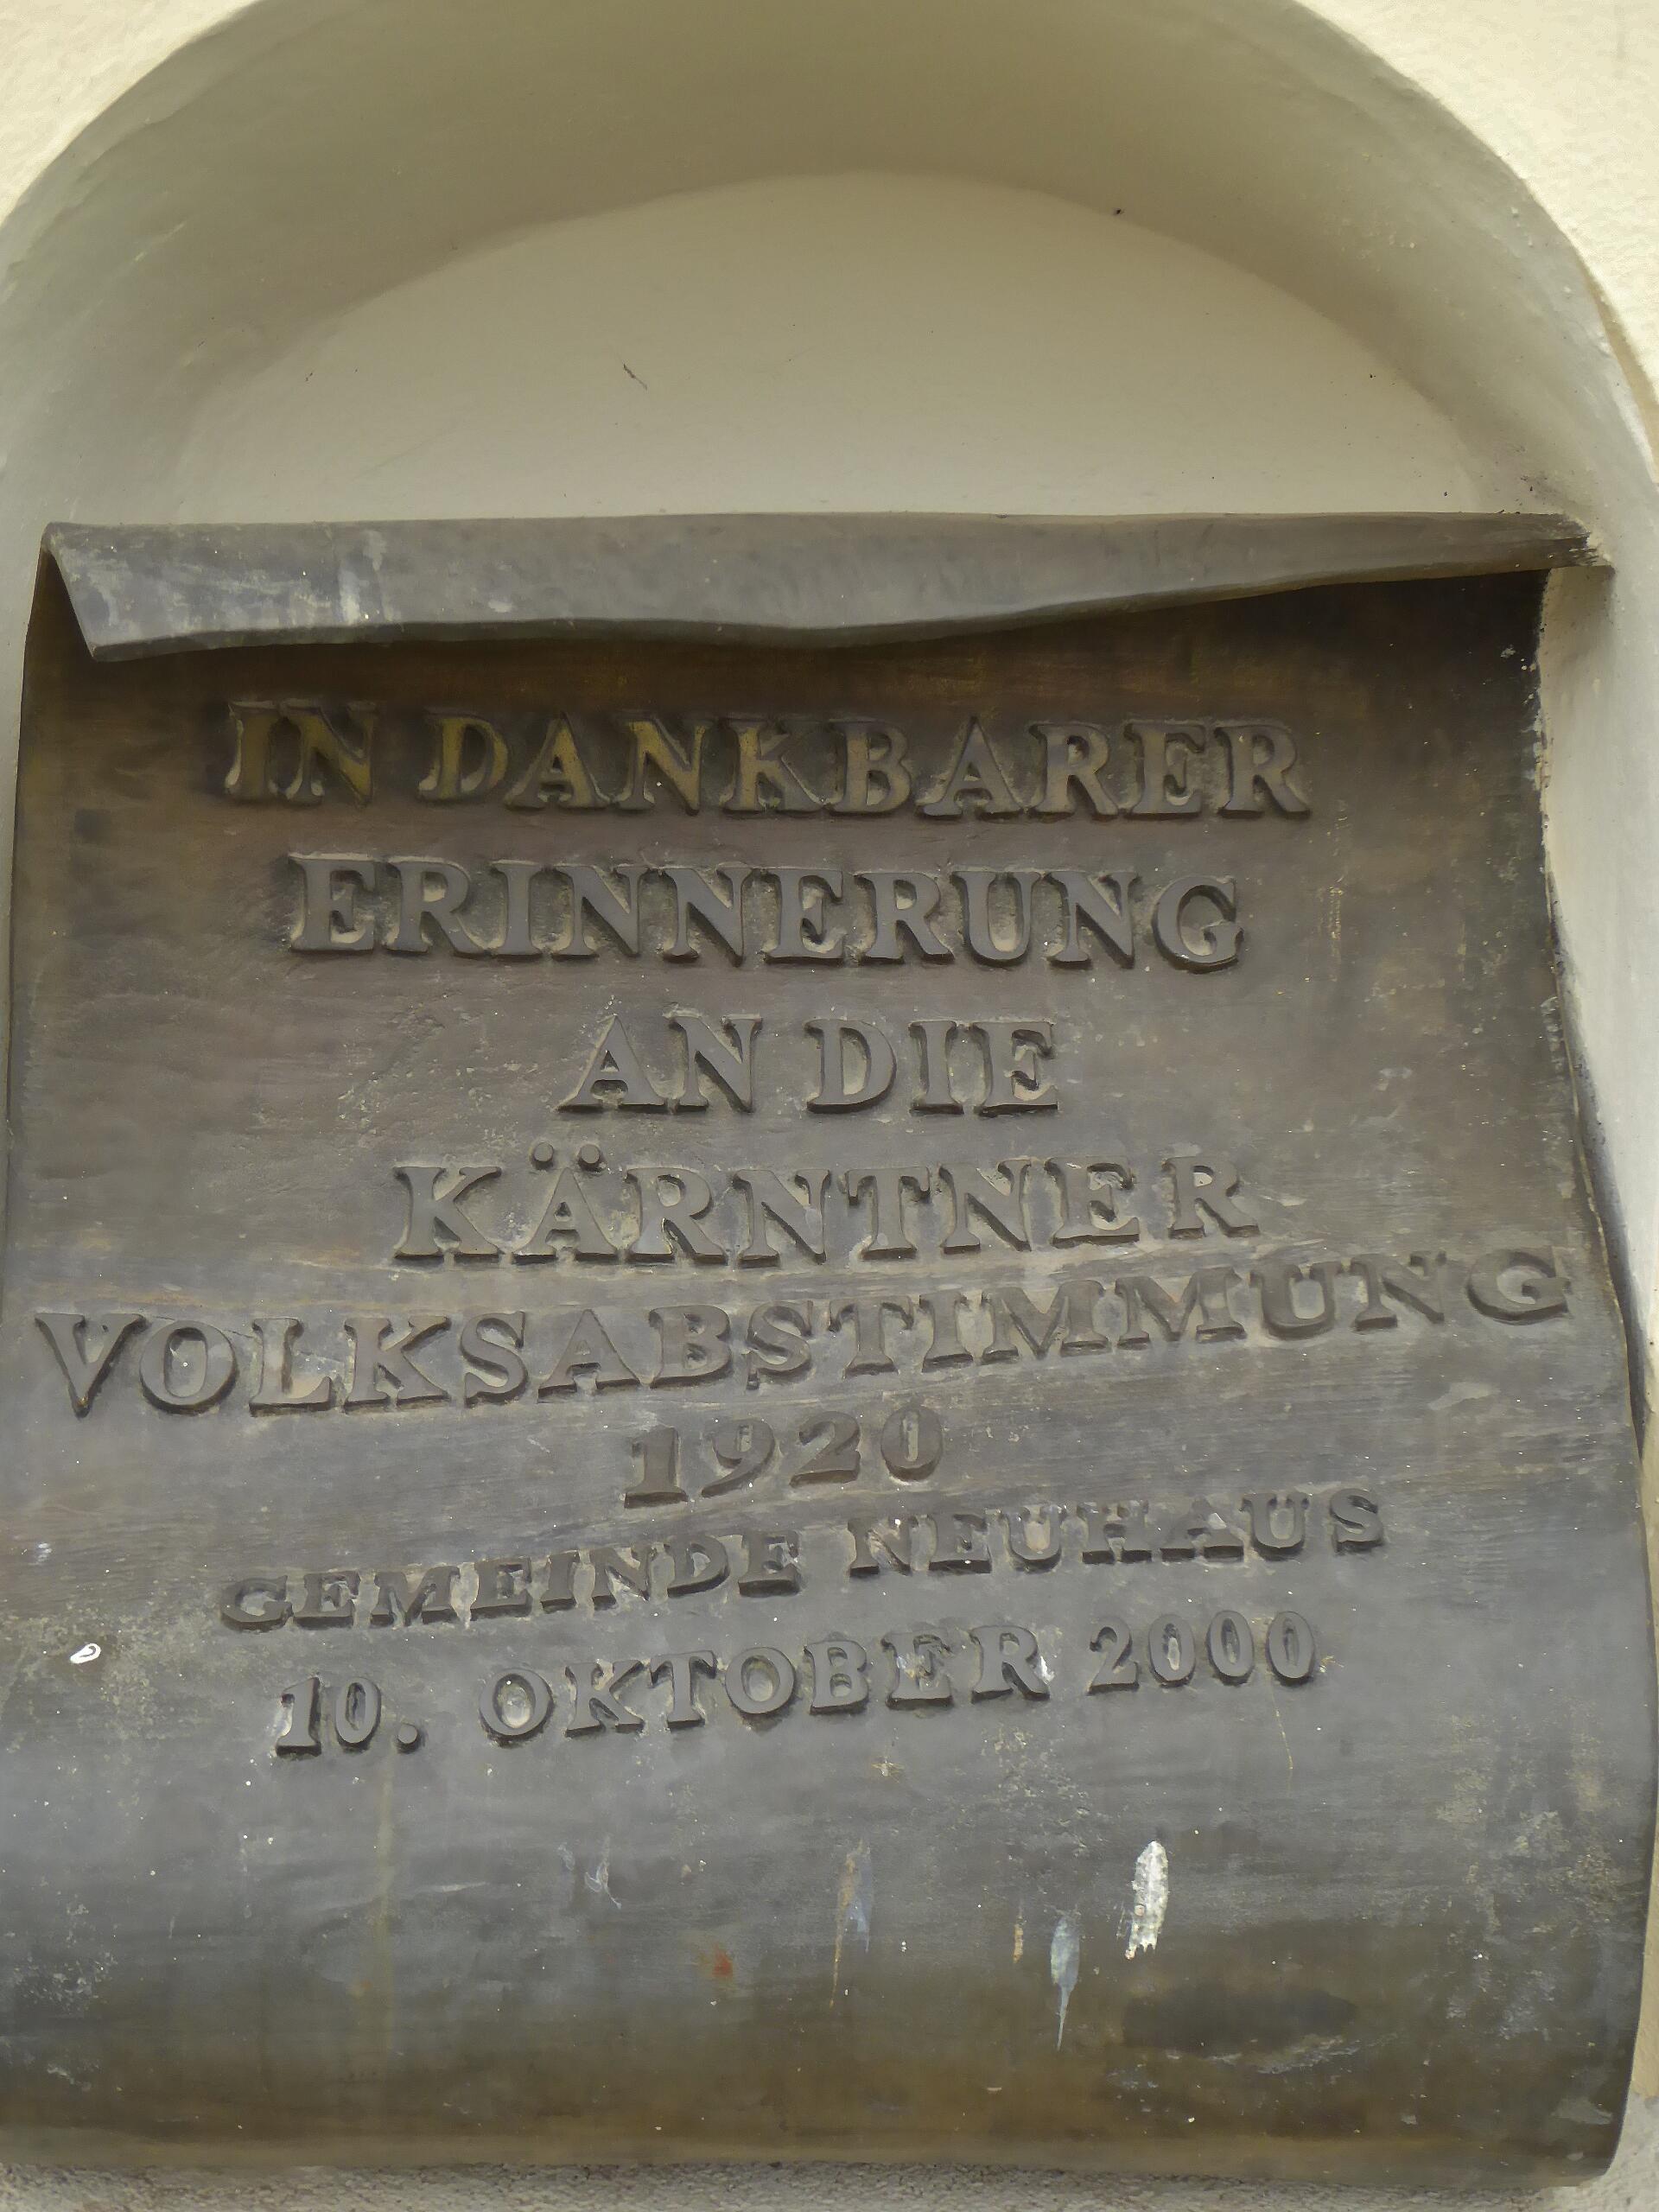 IN DANKBARER
ERINNERUNG
AN DIE
KÄRNTNER
VOLKSABSTIMMUNG
1920
GEMEINDE NEUHAUS
10. OKTOBER 2000